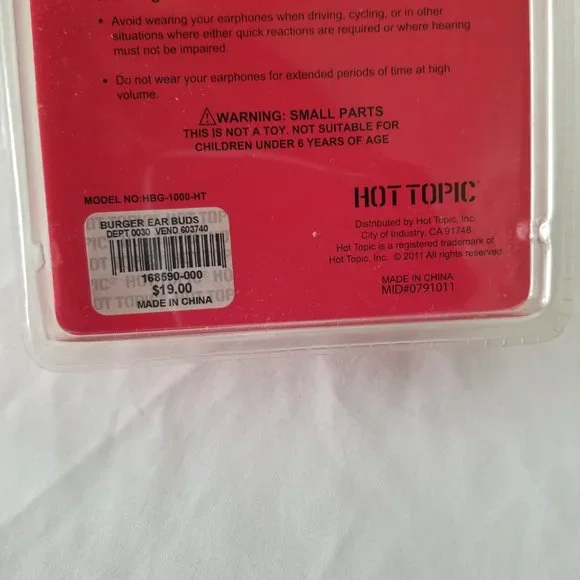 • Avoid wearing your earphones when driving, cycling, or in other
situations where either quick reactions are required or where hearing
must not be impaired.
• Do not wear your earphones for extended periods of time at high
volume.
⚠WARNING: SMALL PARTS
THIS IS NOT A TOY. NOT SUITABLE FOR
CHILDREN UNDER 6 YEARS OF AGE
MODEL NO:HBG-1000-HT
BURGER EAR BUDS
DEPT 0030 VEND 603740
168590-000
$19.00
MADE IN CHINA
HOT TOPIC
Distributed by Hot Topic, Inc.
City of Industry, CA 91748.
Hot Topic is a registered trademark of
Hot Topic, Inc. © 2011 All rights reserved
MADE IN CHINA
MID#0791011